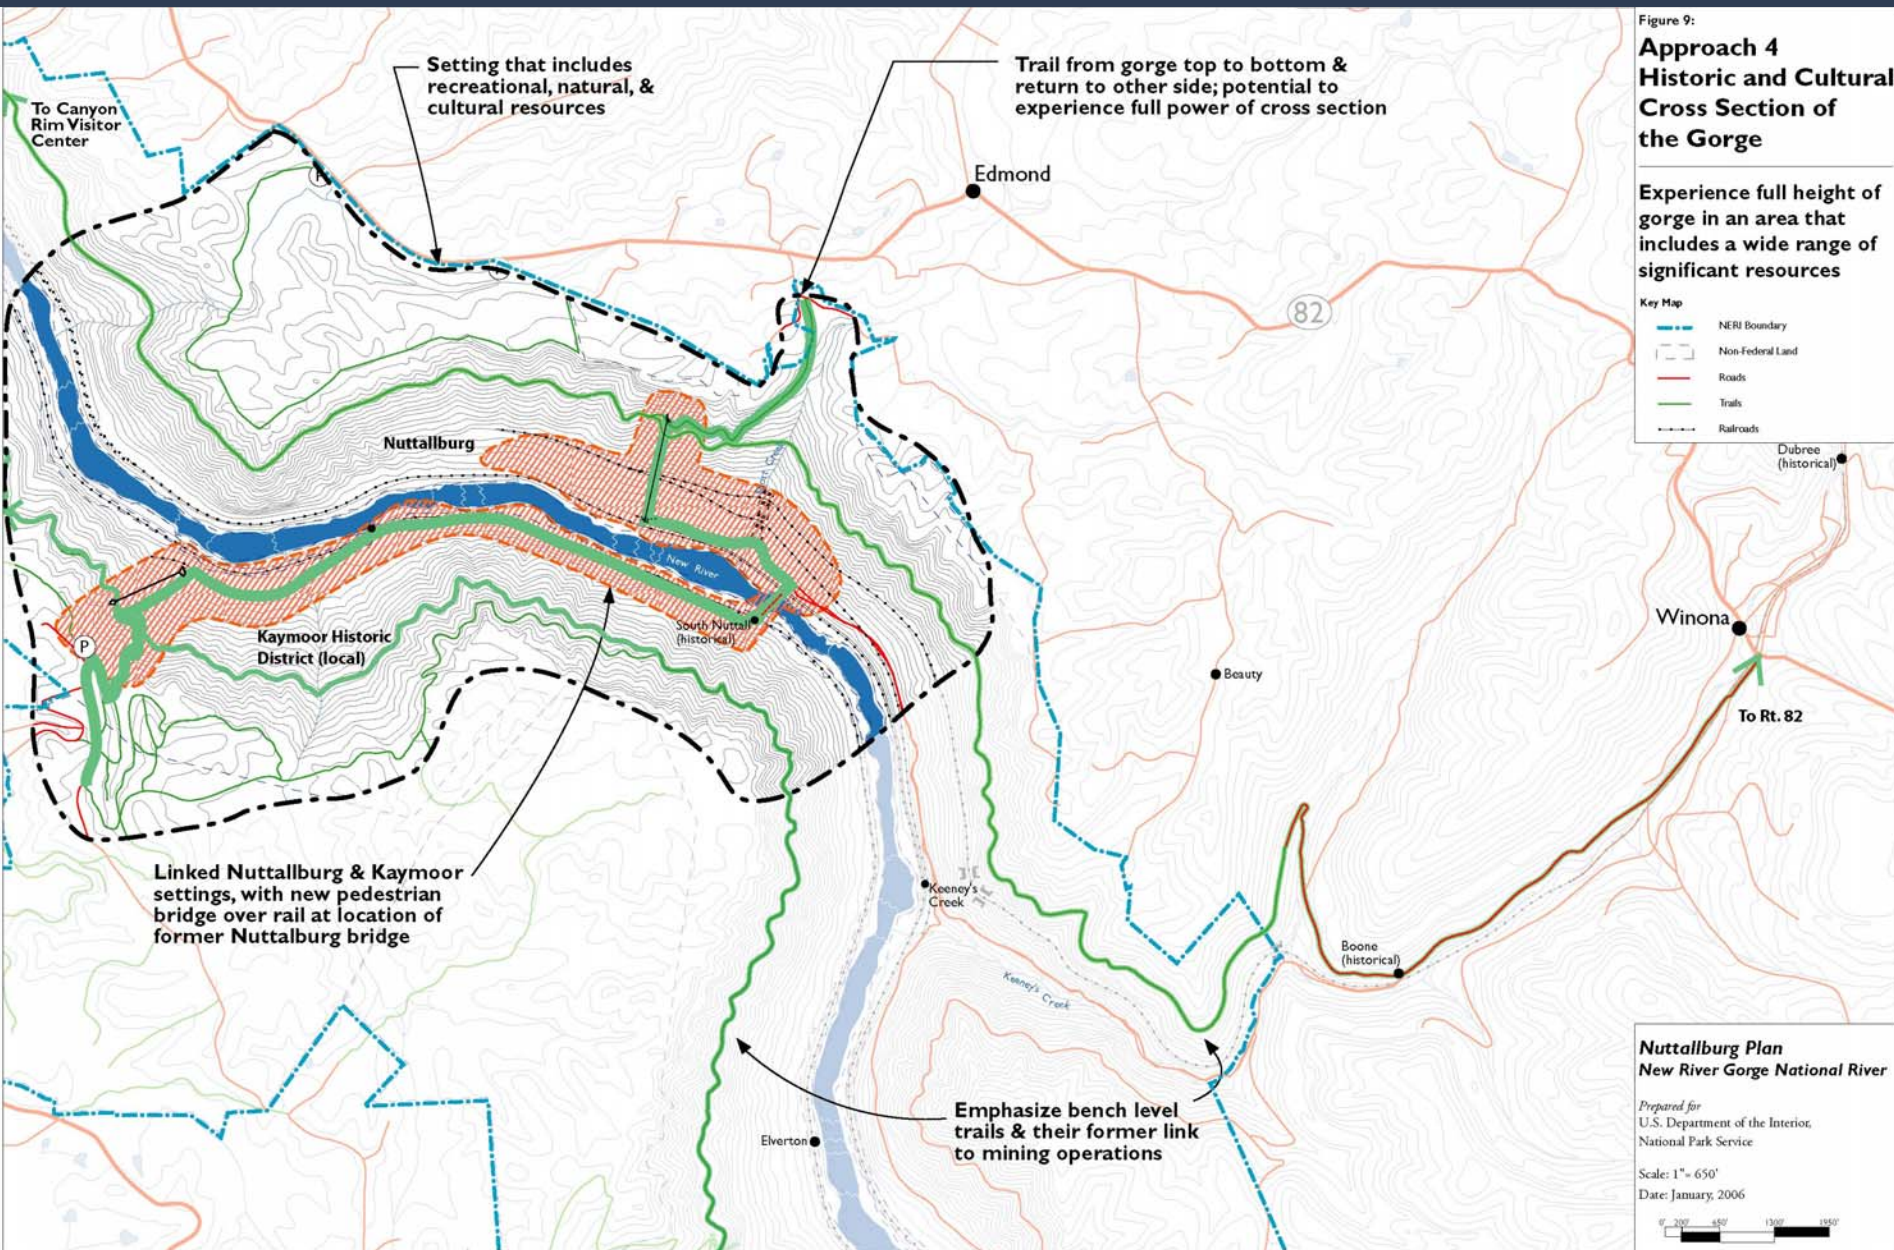 Figure 9:
Approach 4
Historic and Cultural
Cross Section of
the Gorge
Experience full height of
gorge in an area that
includes a wide range of
significant resources
Key Map
NERI Boundary
Non-Federal Land
Roads
Trails
Railroads
To Canyon
Rim Visitor
Center
Setting that includes
recreational, natural, &
cultural resources
Trail from gorge top to bottom &
return to other side; potential to
experience full power of cross section
Edmond
82
Nuttallburg
New River
South Nuttall
(historical)
Kaymoor Historic
District (local)
P
Dubree
(historical)
Winona
To Rt. 82
Beauty
Linked Nuttallburg & Kaymoor
settings, with new pedestrian
bridge over rail at location of
former Nuttalburg bridge
Keeney's
Creek
Keeney's Creek
Boone
(historical)
Elverton
Emphasize bench level
trails & their former link
to mining operations
Nuttallburg Plan
New River Gorge National River
Prepared for
U.S. Department of the Interior,
National Park Service
Scale: 1"= 650'
Date: January, 2006
0' 200' 650' 1300' 1950'